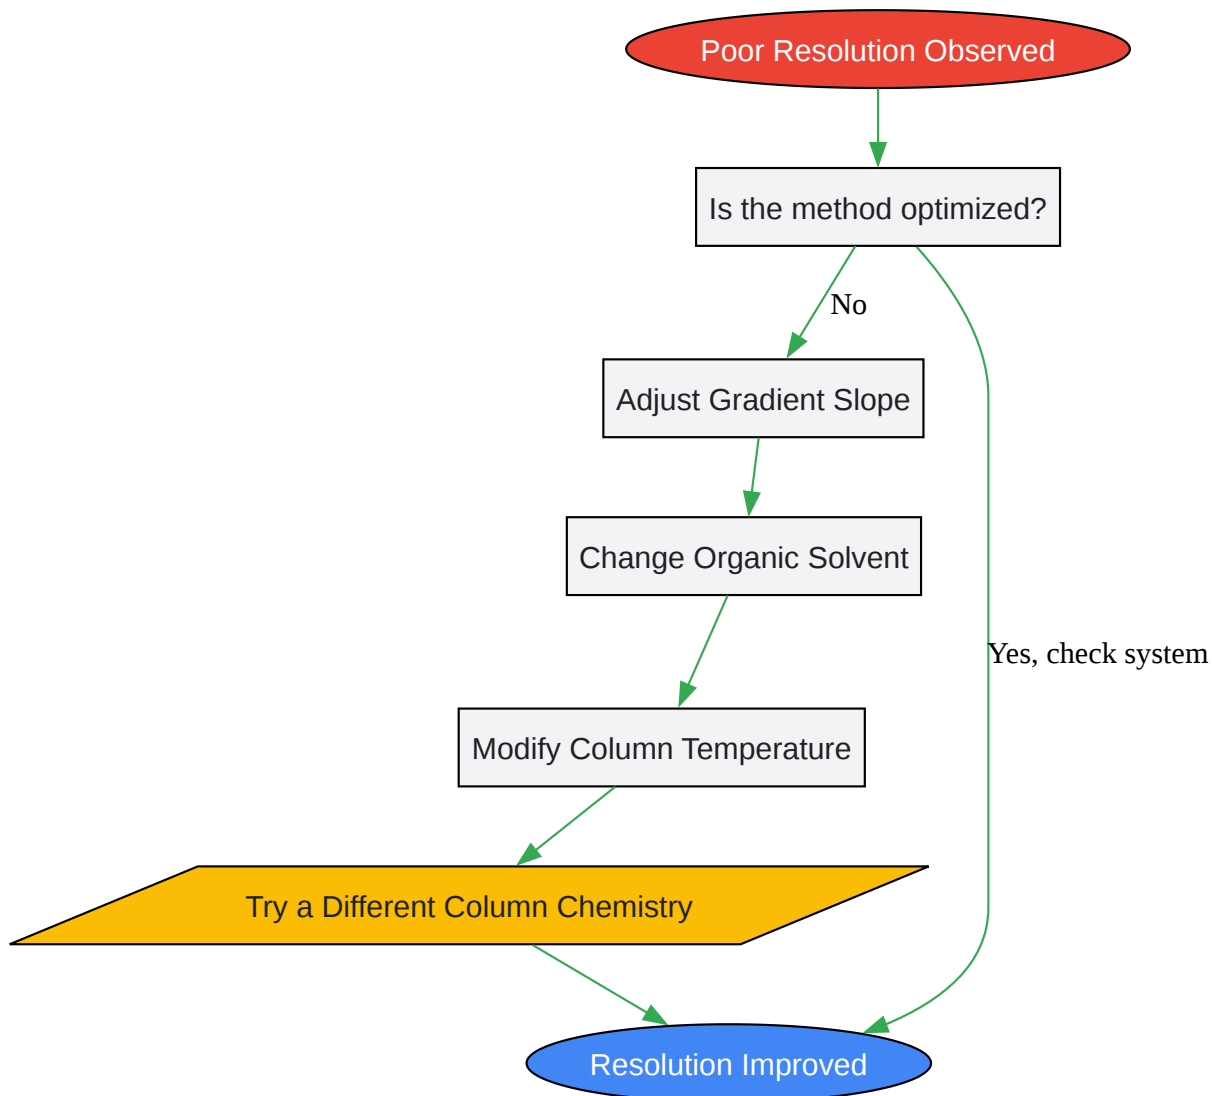 Poor Resolution Observed
Is the method optimized?
No
Adjust Gradient Slope
Change Organic Solvent
Yes, check system
Modify Column Temperature
Try a Different Column Chemistry
Resolution Improved